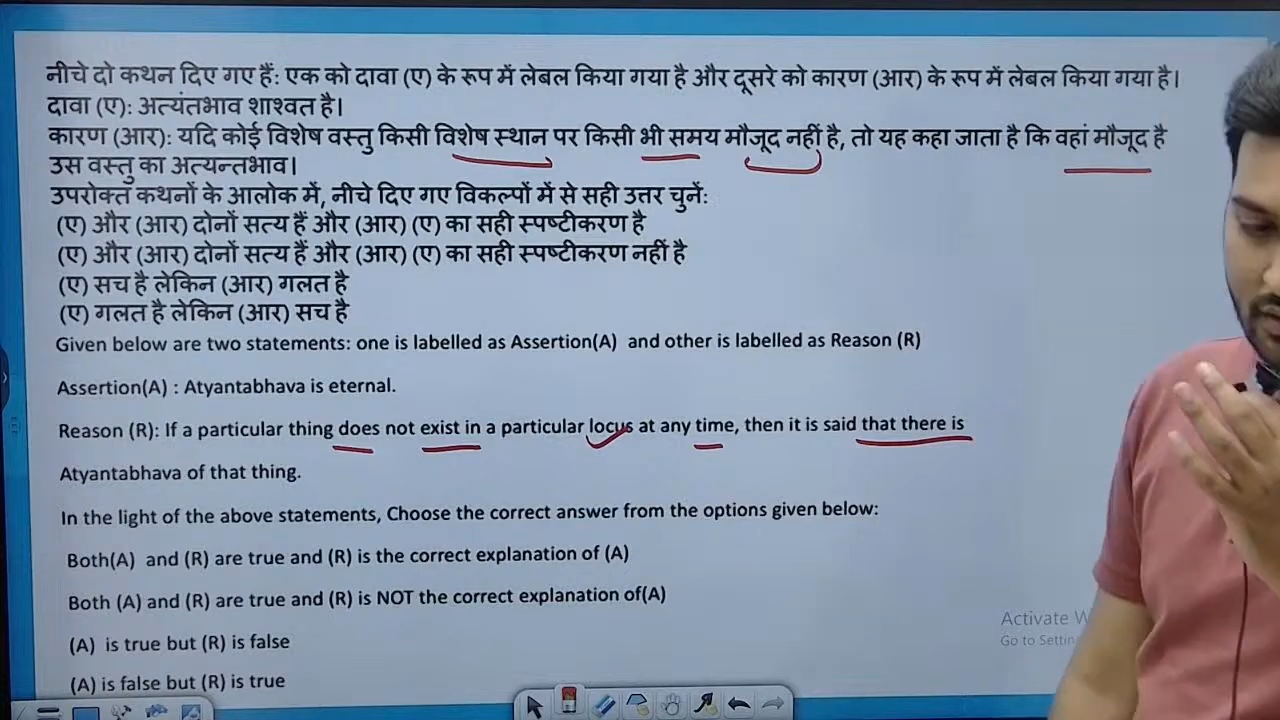 नीचे दो कथन दिए गए हैं: एक को दावा (ए) के रूप में लेबल किया गया है और दूसरे को कारण (आर) के रूप में लेबल किया गया है।
दावा (ए): अत्यंतभाव शाश्वत है।
कारण (आर): यदि कोई विशेष वस्तु किसी विशेष स्थान पर किसी भी समय मौजूद नहीं है, तो यह कहा जाता है कि वहां मौजूद है
उस वस्तु का अत्यन्तभाव।
उपरोक्त कथनों के आलोक में, नीचे दिए गए विकल्पों में से सही उत्तर चुनें:
(ए) और (आर) दोनों सत्य हैं और (आर) (ए) का सही स्पष्टीकरण है
(ए) और (आर) दोनों सत्य हैं और (आर) (ए) का सही स्पष्टीकरण नहीं है
(ए) सच है लेकिन (आर) गलत है
(ए) गलत है लेकिन (आर) सच है
Given below are two statements: one is labelled as Assertion(A) and other is labelled as Reason (R)
Assertion(A) : Atyantabhava is eternal.
Reason (R): If a particular thing does not exist in a particular locus at any time, then it is said that there is
Atyantabhava of that thing.
In the light of the above statements, Choose the correct answer from the options given below:
Both(A) and (R) are true and (R) is the correct explanation of (A)
Both (A) and (R) are true and (R) is NOT the correct explanation of(A)
(A) is true but (R) is false
(A) is false but (R) is true
Activate W
Go to Settin